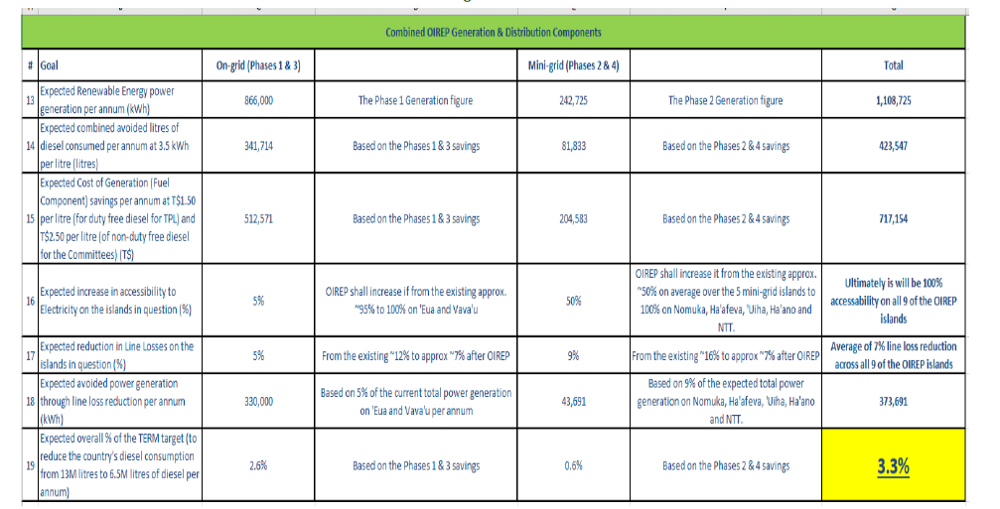 Combined OIREP Generation & Distribution Components
# Goal On-grid (Phases 1 & 3) Mini-grid (Phases 2 & 4) Total
13 Expected Renewable Energy power
generation per annum (kWh)
866,000
The Phase 1 Generation figure
242,725
The Phase 2 Generation figure
1,108,725
14 Expected combined avoided litres of
diesel consumed per annum at 3.5 kWh
per litre (litres)
341,714
Based on the Phases 1 & 3 savings
81,833
Based on the Phases 2 & 4 savings
423,547
15 Expected Cost of Generation (Fuel
Component) savings per annum at T$1.50
per litre (for duty free diesel for TPL) and
T$2.50 per litre (of non-duty free diesel
for the Committees) (T$)
512,571
Based on the Phases 1 & 3 savings
204,583
Based on the Phases 2 & 4 savings
717,154
16 Expected increase in accessibility to
Electricity on the islands in question (%)
5%
OIREP shall increase if from the existing approx.
~95% to 100% on 'Eua and Vava'u
50%
OIREP shall increase it from the existing approx.
~50% on average over the 5 mini-grid islands to
100% on Nomuka, Ha'afeva, 'Uiha, Ha'ano and
NTT.
Ultimately is will be 100%
accessability on all 9 of the OIREP
islands
17 Expected reduction in Line Losses on the
islands in question (%)
5%
From the existing ~12% to approx ~7% after OIREP
9%
From the existing ~16% to approx ~7% after OIREP
Average of 7% line loss reduction
across all 9 of the OIREP islands
18 Expected avoided power generation
through line loss reduction per annum
(kWh)
330,000
Based on 5% of the current total power generation
on 'Eua and Vava'u per annum
43,691
Based on 9% of the expected total power
generation on Nomuka, Ha'afeva, 'Uiha, Ha'ano
and NTT.
373,691
19 Expected overall % of the TERM target (to
reduce the country's diesel consumption
from 13M litres to 6.5M litres of diesel per
annum)
2.6%
Based on the Phases 1 & 3 savings
0.6%
Based on the Phases 2 & 4 savings
3.3%